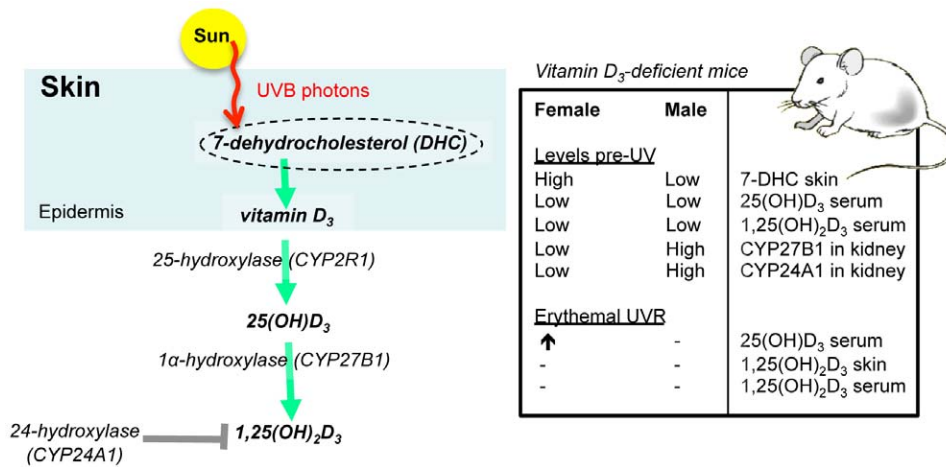 Sun
Skin
UVB photons
7-dehydrocholesterol (DHC)
Epidermis
vitamin D₃
25-hydroxylase (CYP2R1)
25(OH)D₃
1α-hydroxylase (CYP27B1)
24-hydroxylase
(CYP24A1)
1,25(OH)₂D₃
Vitamin D₃-deficient mice
Female Male
Levels pre-UV
High Low 7-DHC skin
Low Low 25(OH)D₃ serum
Low Low 1,25(OH)₂D₃ serum
Low High CYP27B1 in kidney
Low High CYP24A1 in kidney
Erythemal UVR
↑ - 25(OH)D₃ serum
- - 1,25(OH)₂D₃ skin
- - 1,25(OH)₂D₃ serum